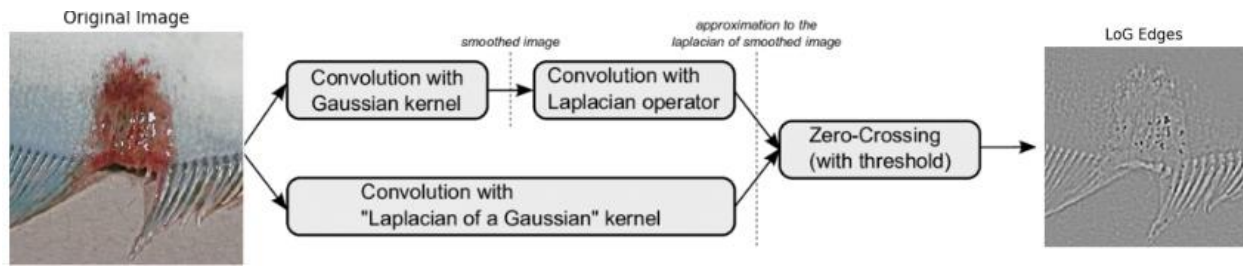 Original Image
smoothed image
approximation to the
laplacian of smoothed image
LoG Edges
Convolution with
Gaussian kernel
Convolution with
Laplacian operator
Zero-Crossing
(with threshold)
Convolution with
"Laplacian of a Gaussian" kernel